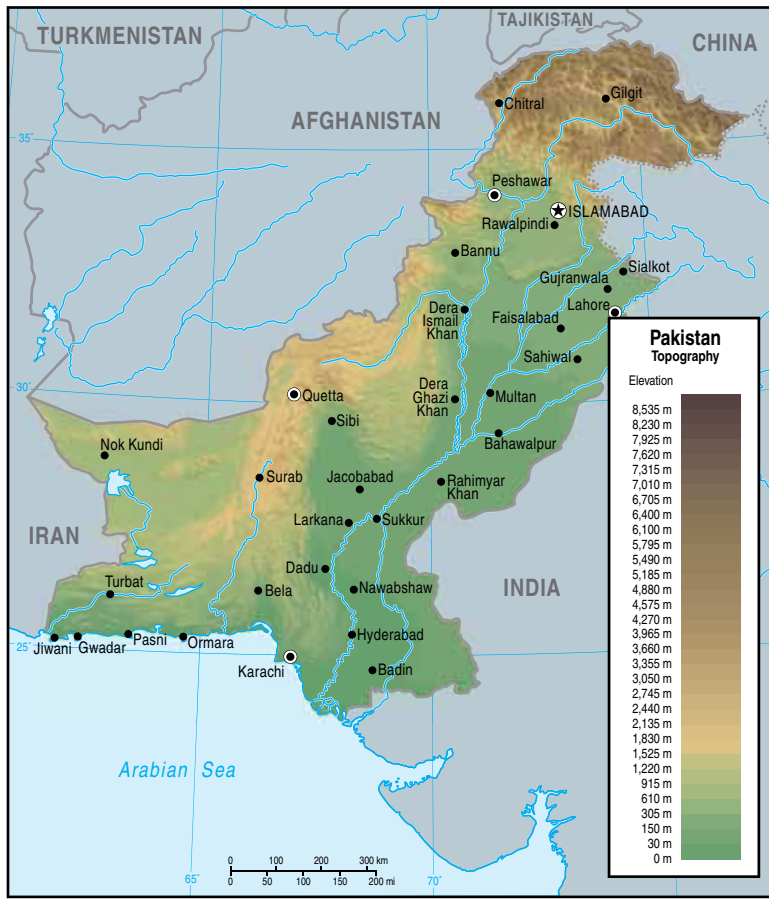 TURKMENISTAN
TAJIKISTAN
CHINA
AFGHANISTAN
Chitral
Gilgit
35
Peshawar
ISLAMABAD
Rawalpindi
Bannu
Sialkot
Gujranwala
Lahore
Dera
Ismail
Khan
Faisalabad
Sahiwal
30
Quetta
Dera
Ghazi
Khan
Multan
Sibi
Bahawalpur
Nok Kundi
Surab
Jacobabad
Rahimyar
Khan
Larkana
Sukkur
IRAN
Dadu
INDIA
Turbat
Bela
Nawabshaw
Jiwani
Gwadar
Pasni
Ormara
Hyderabad
25
Karachi
Badin
Arabian Sea
0 100 200 300 km
0 50 100 150 200 mi
65
70
Pakistan
Topography
Elevation
8,535 m
8,230 m
7,925 m
7,620 m
7,315 m
7,010 m
6,705 m
6,400 m
6,100 m
5,795 m
5,490 m
5,185 m
4,880 m
4,575 m
4,270 m
3,965 m
3,660 m
3,355 m
3,050 m
2,745 m
2,440 m
2,135 m
1,830 m
1,525 m
1,220 m
915 m
610 m
305 m
150 m
30 m
0 m